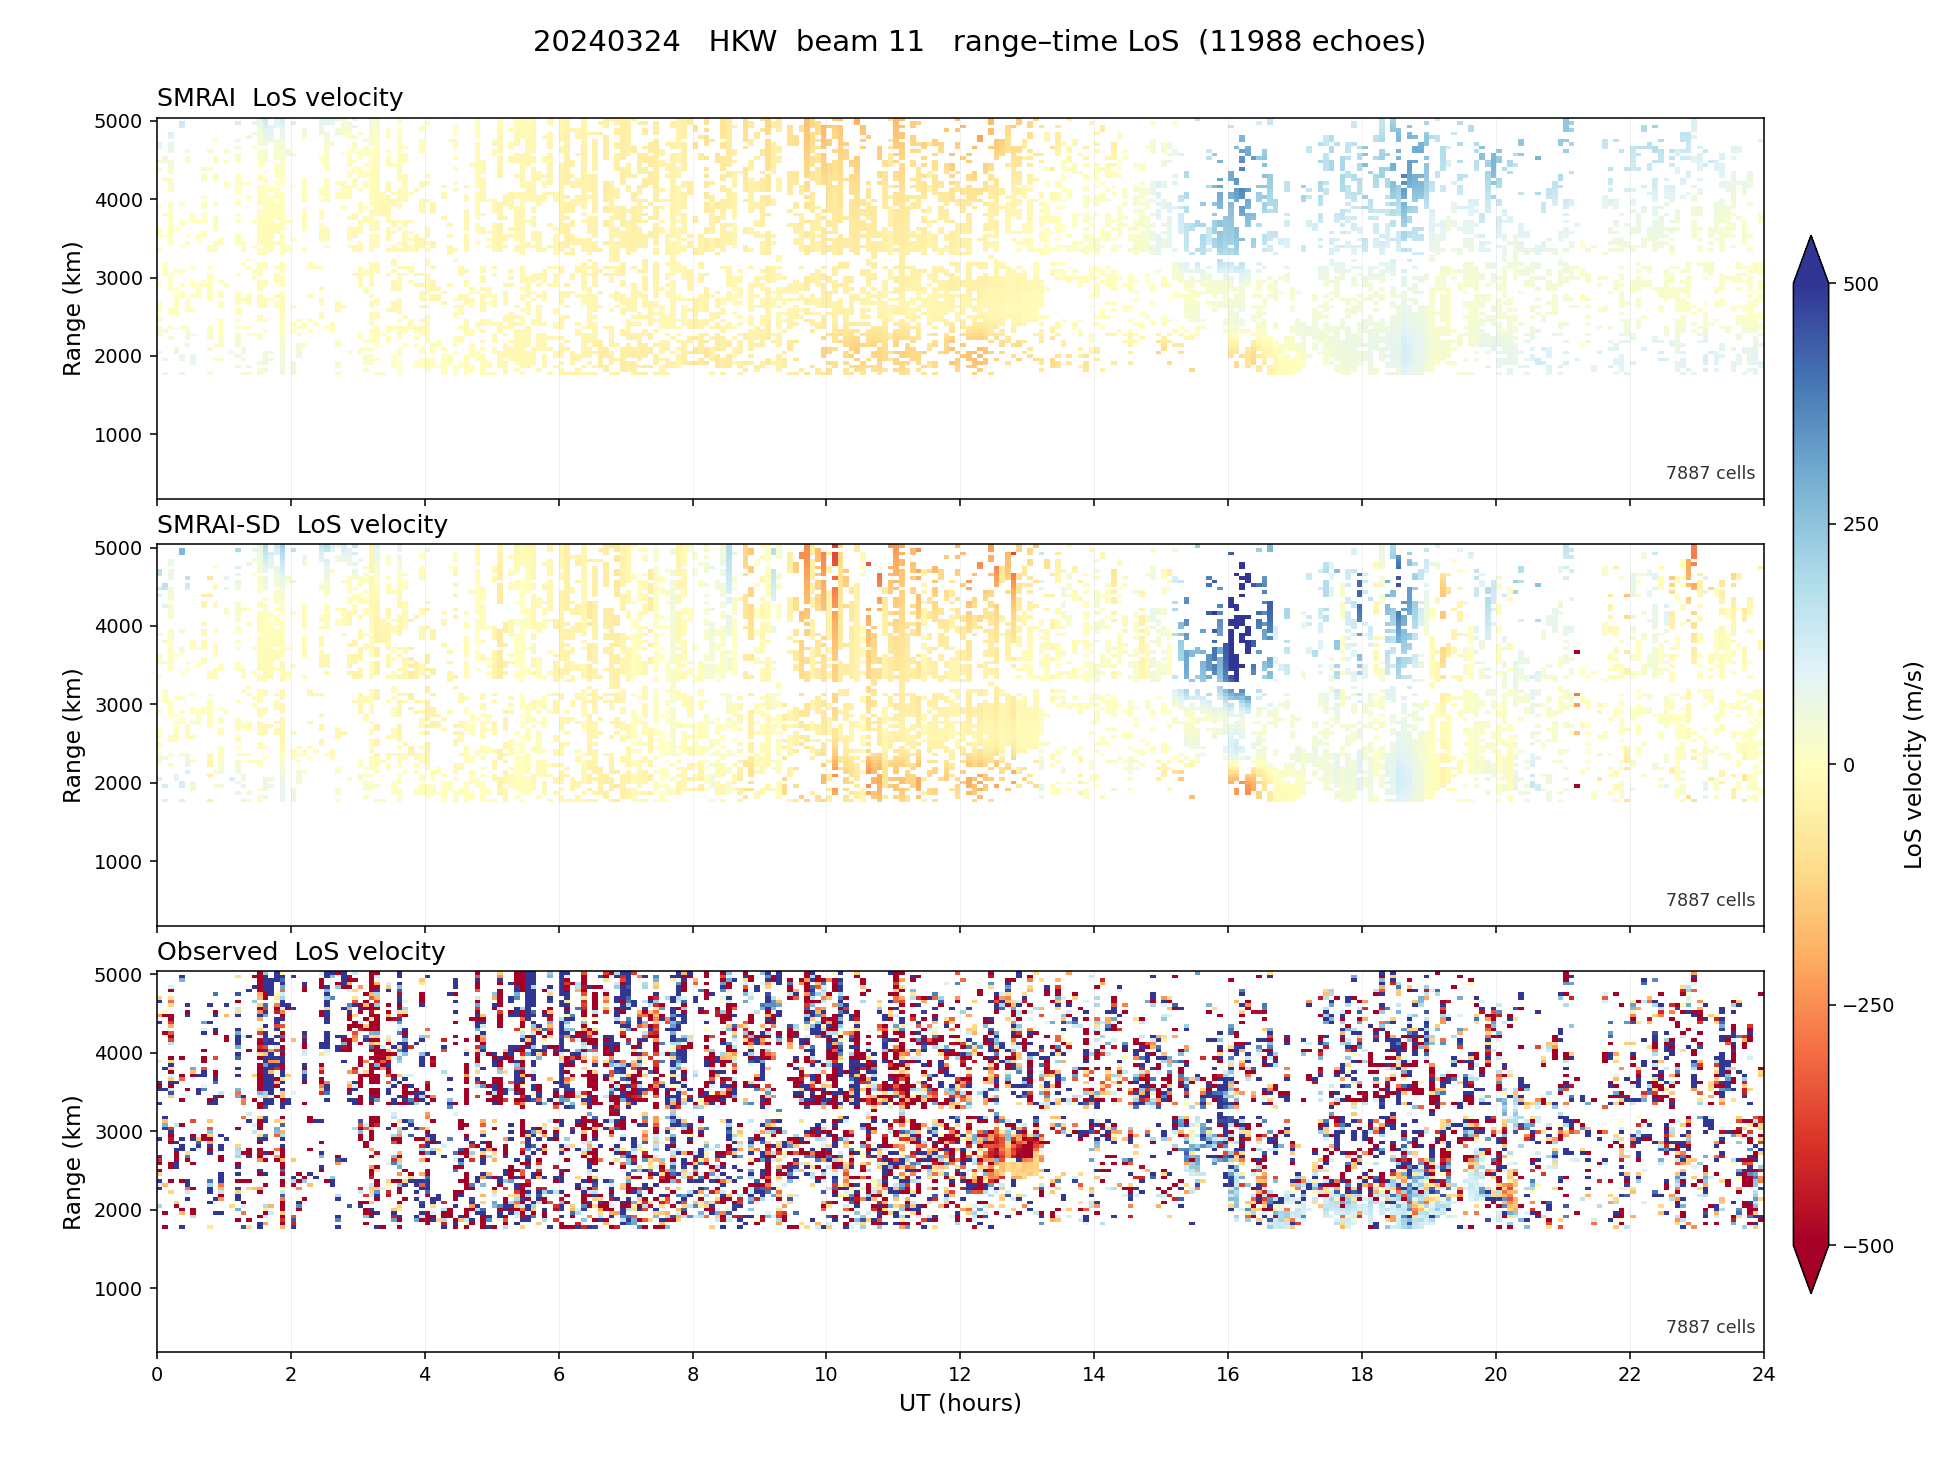 20240324   HKW  beam 11   range–time LoS  (11988 echoes)
SMRAI  LoS velocity
5000
4000
3000
2000
1000
Range (km)
7887 cells
SMRAI-SD  LoS velocity
5000
4000
3000
2000
1000
Range (km)
7887 cells
Observed  LoS velocity
5000
4000
3000
2000
1000
Range (km)
7887 cells
0 2 4 6 8 10 12 14 16 18 20 22 24
UT (hours)
500
250
0
−250
−500
LoS velocity (m/s)